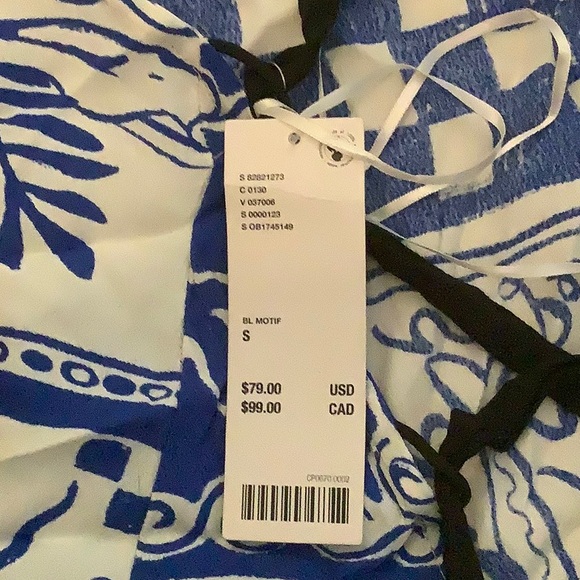 S 82821273
C 0130
V 037006
S 0000123
S OB1745149
BL MOTIF
S
$79.00 USD
$99.00 CAD
CP0670 0002